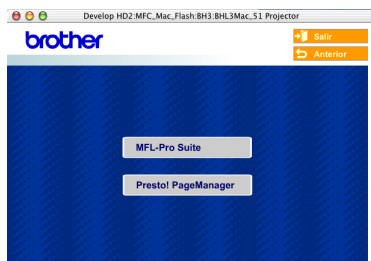 Develop HD2:MFC_Mac_Flash:BH3:BHL3Mac_51 Projector
brother
Salir
Anterior
MFL-Pro Suite
Presto! PageManager